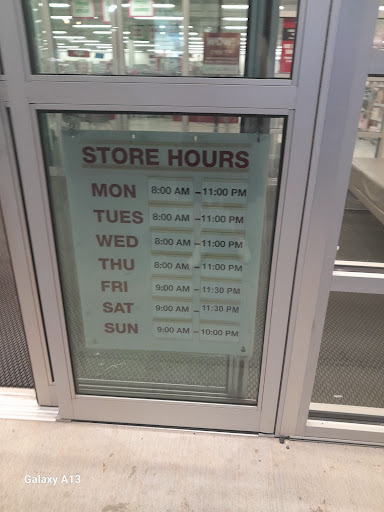 STORE HOURS
MON 8:00 AM – 11:00 PM
TUES 8:00 AM – 11:00 PM
WED 8:00 AM – 11:00 PM
THU 8:00 AM – 11:00 PM
FRI 9:00 AM – 11:30 PM
SAT 9:00 AM – 11:30 PM
SUN 9:00 AM – 10:00 PM
Galaxy A13